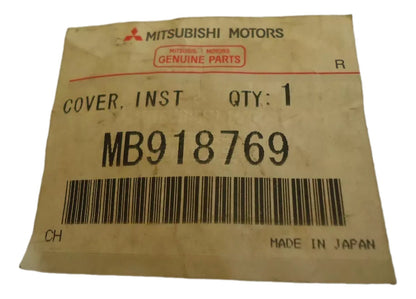 MITSUBISHI MOTORS
MITSUBISHI MOTORS
GENUINE PARTS
R
COVER, INST QTY: 1
MB918769
CH
MADE IN JAPAN